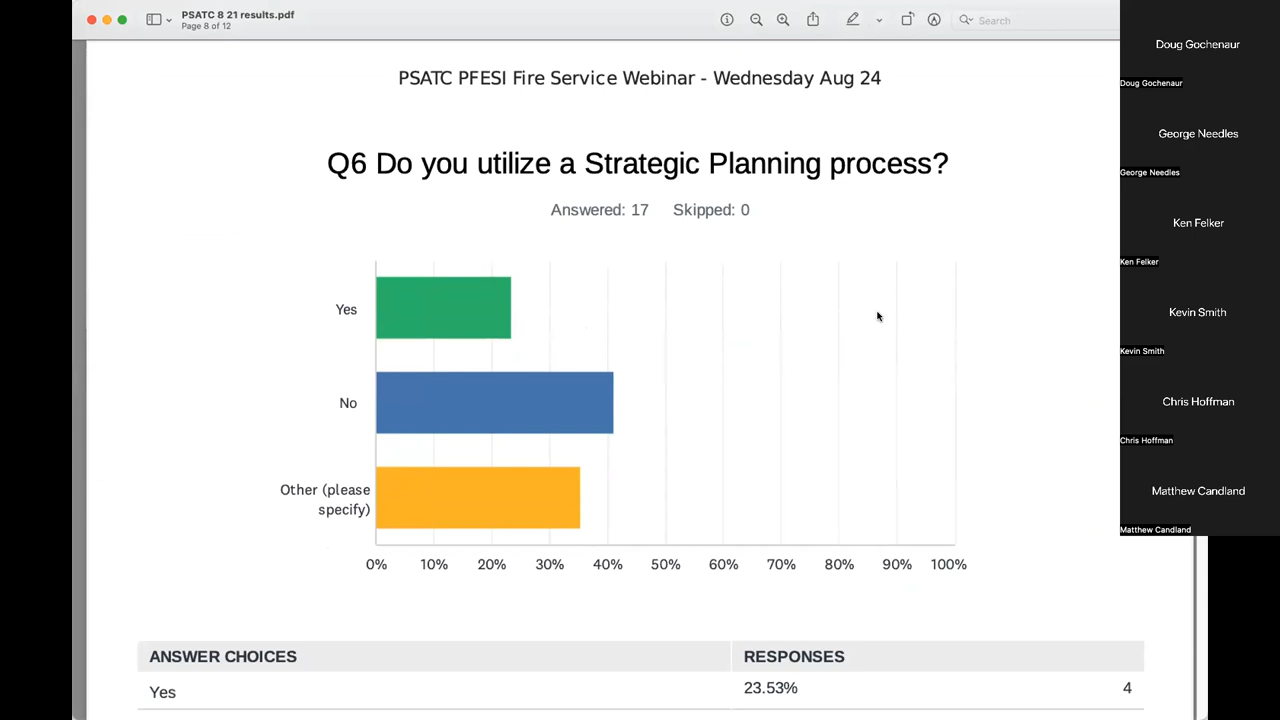 PSATC 8 21 results.pdf
Page 8 of 12
Search
PSATC PFESI Fire Service Webinar - Wednesday Aug 24
Q6 Do you utilize a Strategic Planning process?
Answered: 17 Skipped: 0
Yes
No
Other (please
specify)
0% 10% 20% 30% 40% 50% 60% 70% 80% 90% 100%
ANSWER CHOICES RESPONSES
Yes 23.53% 4
Doug Gochenaur
Doug Gochenaur
George Needles
George Needles
Ken Felker
Ken Felker
Kevin Smith
Kevin Smith
Chris Hoffman
Chris Hoffman
Matthew Candland
Matthew Candland